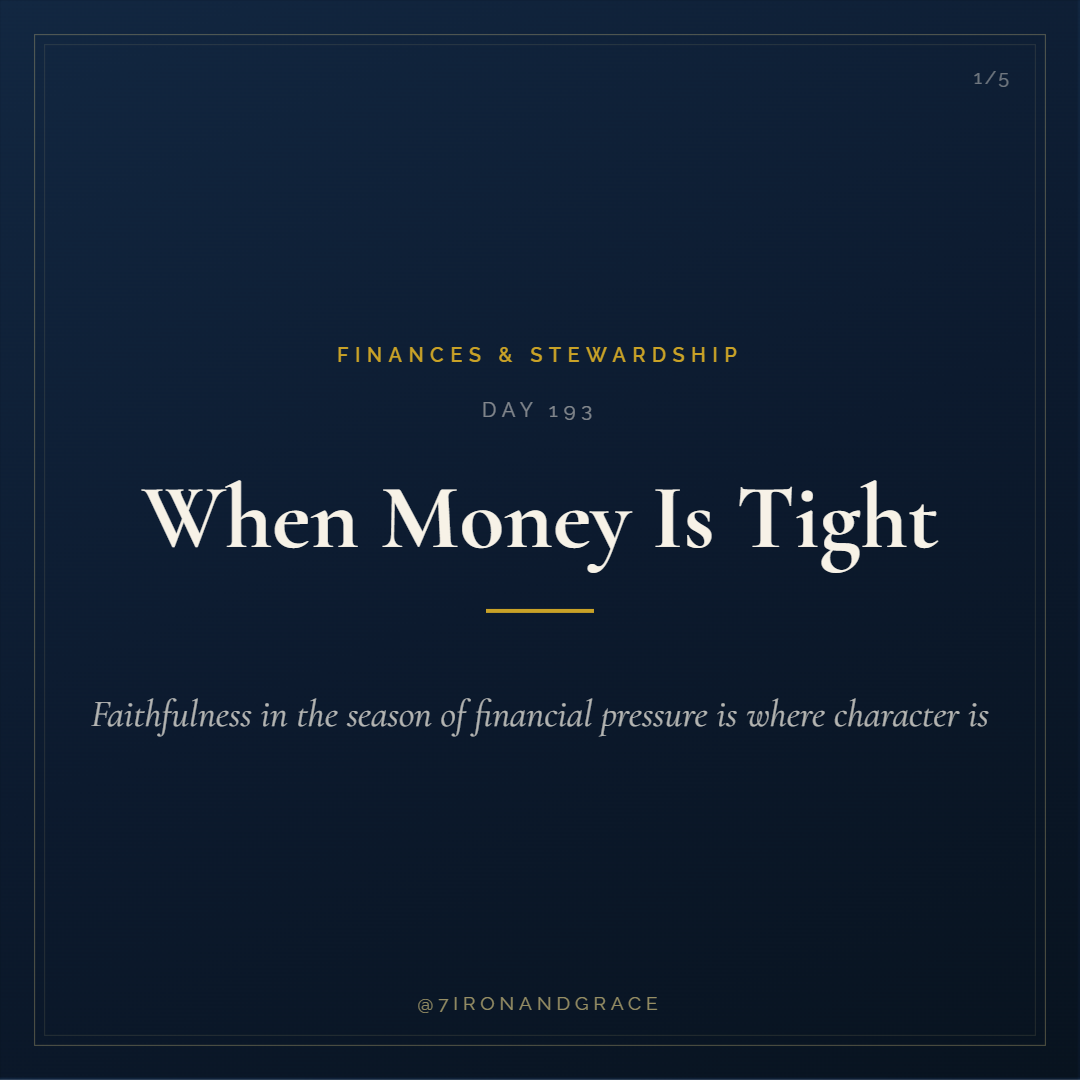 1/5
FINANCES & STEWARDSHIP
DAY 193
When Money Is Tight
Faithfulness in the season of financial pressure is where character is
@7IRONANDGRACE